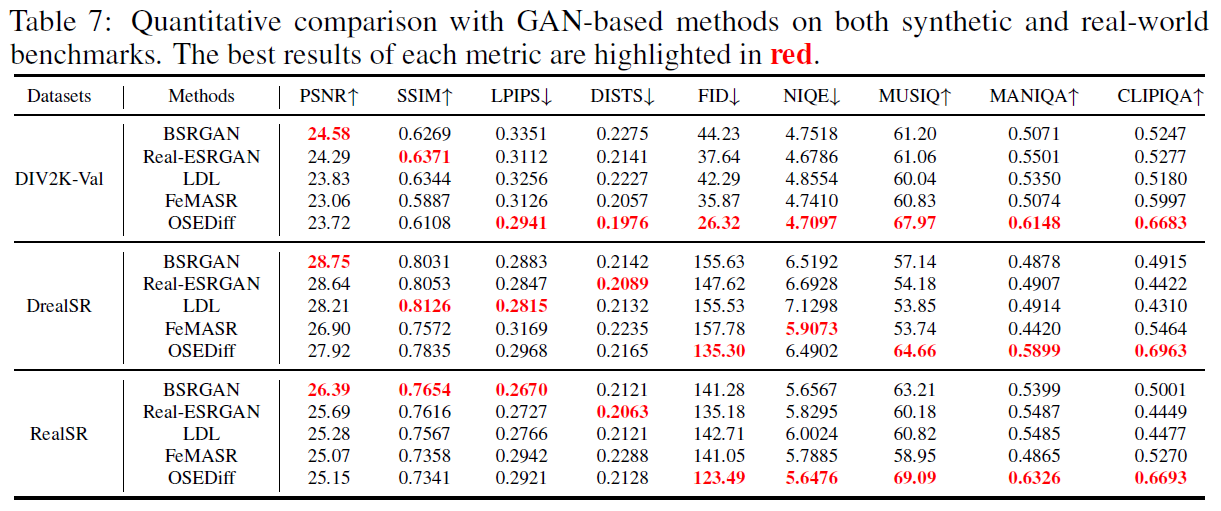 Table 7: Quantitative comparison with GAN-based methods on both synthetic and real-world
benchmarks. The best results of each metric are highlighted in red.
Datasets Methods PSNR↑ SSIM↑ LPIPS↓ DISTS↓ FID↓ NIQE↓ MUSIQ↑ MANIQA↑ CLIPIQA↑
BSRGAN 24.58 0.6269 0.3351 0.2275 44.23 4.7518 61.20 0.5071 0.5247
Real-ESRGAN 24.29 0.6371 0.3112 0.2141 37.64 4.6786 61.06 0.5501 0.5277
DIV2K-Val LDL 23.83 0.6344 0.3256 0.2227 42.29 4.8554 60.04 0.5350 0.5180
FeMASR 23.06 0.5887 0.3126 0.2057 35.87 4.7410 60.83 0.5074 0.5997
OSEDiff 23.72 0.6108 0.2941 0.1976 26.32 4.7097 67.97 0.6148 0.6683
BSRGAN 28.75 0.8031 0.2883 0.2142 155.63 6.5192 57.14 0.4878 0.4915
Real-ESRGAN 28.64 0.8053 0.2847 0.2089 147.62 6.6928 54.18 0.4907 0.4422
DrealSR LDL 28.21 0.8126 0.2815 0.2132 155.53 7.1298 53.85 0.4914 0.4310
FeMASR 26.90 0.7572 0.3169 0.2235 157.78 5.9073 53.74 0.4420 0.5464
OSEDiff 27.92 0.7835 0.2968 0.2165 135.30 6.4902 64.66 0.5899 0.6963
BSRGAN 26.39 0.7654 0.2670 0.2121 141.28 5.6567 63.21 0.5399 0.5001
Real-ESRGAN 25.69 0.7616 0.2727 0.2063 135.18 5.8295 60.18 0.5487 0.4449
RealSR LDL 25.28 0.7567 0.2766 0.2121 142.71 6.0024 60.82 0.5485 0.4477
FeMASR 25.07 0.7358 0.2942 0.2288 141.05 5.7885 58.95 0.4865 0.5270
OSEDiff 25.15 0.7341 0.2921 0.2128 123.49 5.6476 69.09 0.6326 0.6693